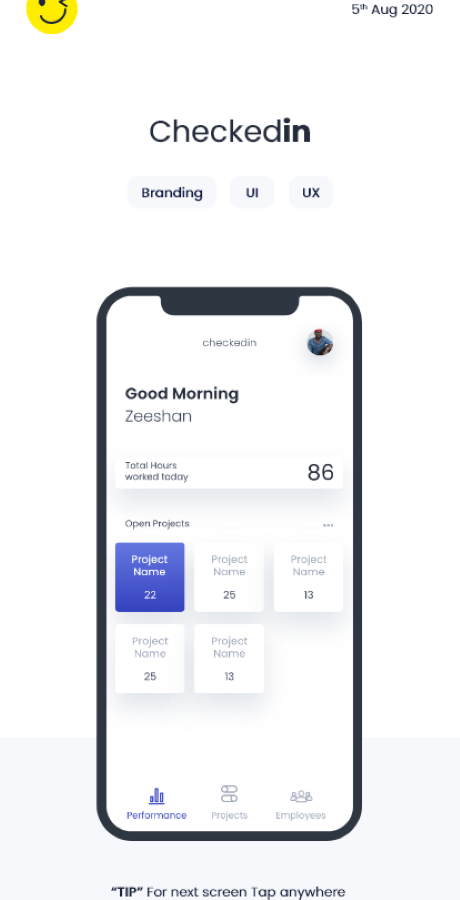 5th Aug 2020
Checkedin
Branding UI UX
checkedin
Good Morning
Zeeshan
Total Hours
worked today
86
Open Projects ...
Project Name 22
Project Name 25
Project Name 13
Project Name 25
Project Name 13
Performance Projects Employees
“TIP” For next screen Tap anywhere